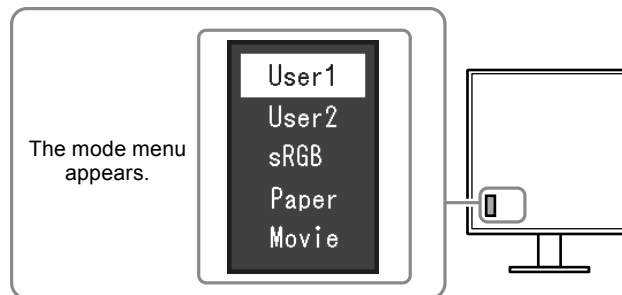 The mode menu
appears.
User1
User2
sRGB
Paper
Movie